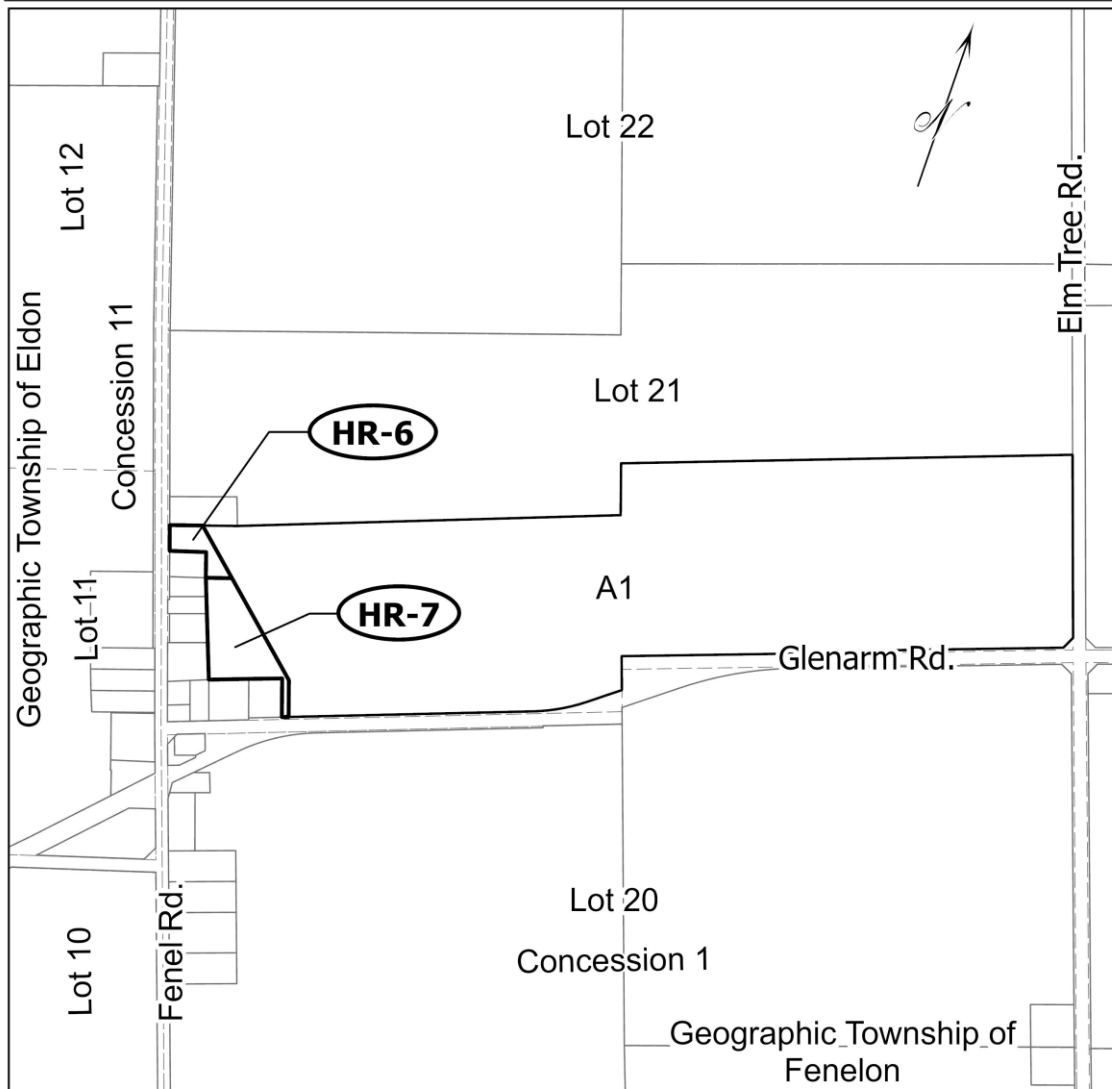 Lot 22
Lot 12
Elm Tree Rd.
Geographic Township of Eldon
Concession 11
Lot 21
HR-6
Lot 11
A1
HR-7
Glenarm Rd.
Lot 20
Concession 1
Lot 10
Fenel Rd.
Geographic Township of
Fenelon